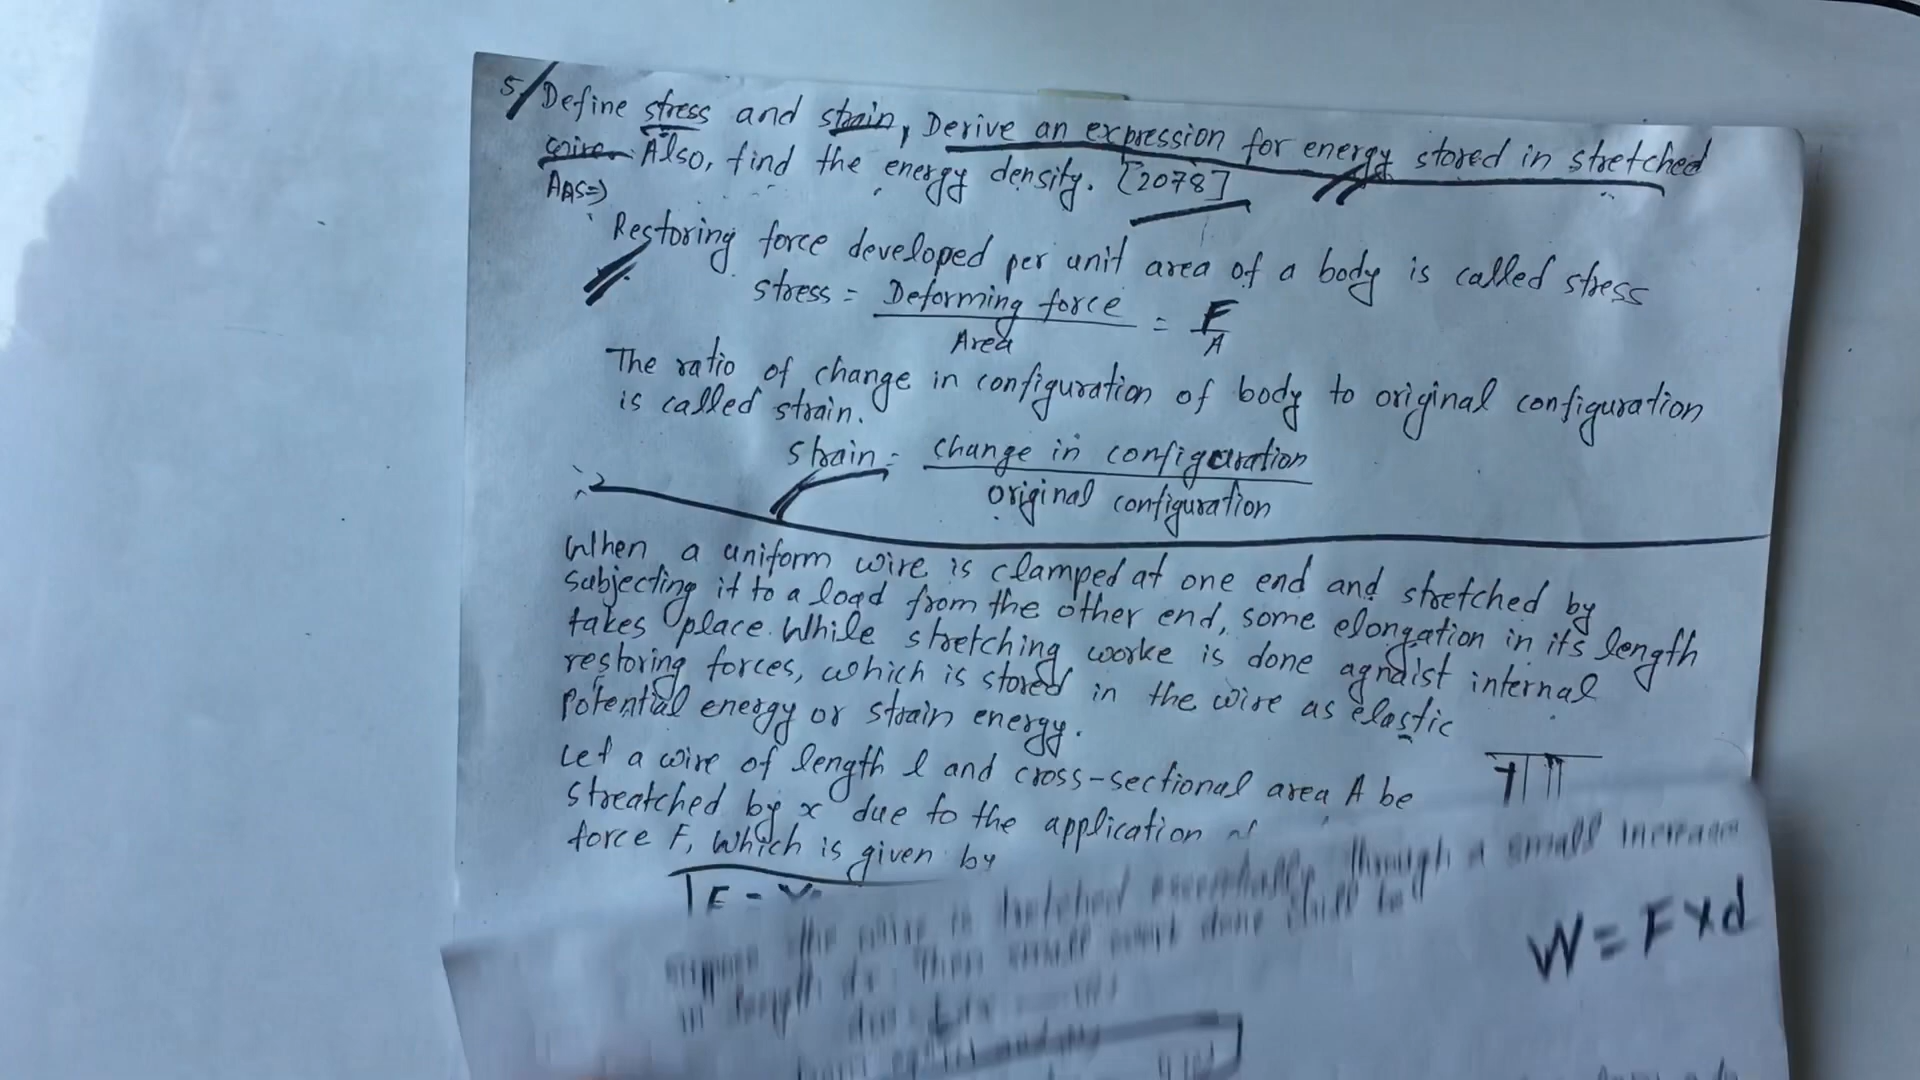 5. Define stress and strain, Derive an expression for energy stored in stretched
wire. Also, find the energy density. [2078]
Ans=>
Restoring force developed per unit area of a body is called stress
stress = Deforming force / Area = F / A
The ratio of change in configuration of body to original configuration
is called strain.
strain = change in configuration / original configuration
When a uniform wire is clamped at one end and stretched by
subjecting it to a load from the other end, some elongation in its length
takes place. While stretching worke is done agnaist internal
restoring forces, which is stored in the wire as elastic
Potential energy or strain energy.
Let a wire of length l and cross-sectional area A be
streatched by x due to the application
force F, which is given by
F =
through a small increase
W = F x d